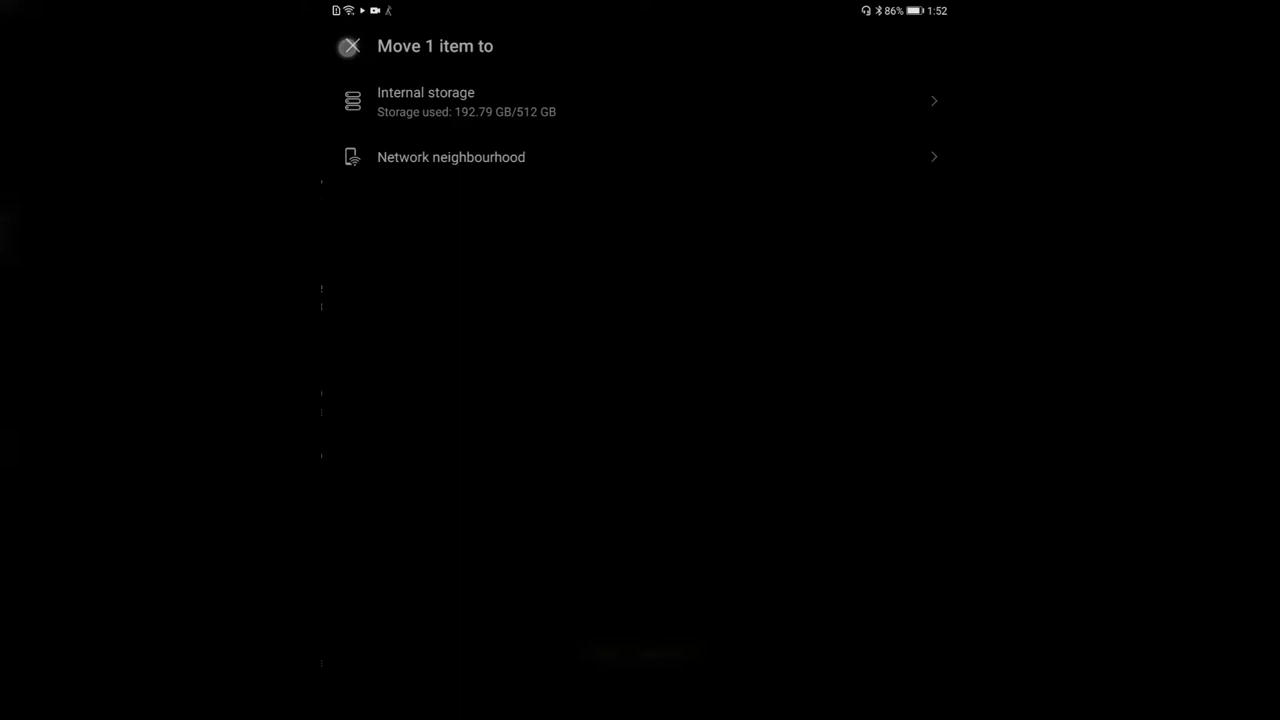 86% 1:52
Move 1 item to
Internal storage
Storage used: 192.79 GB/512 GB
Network neighbourhood